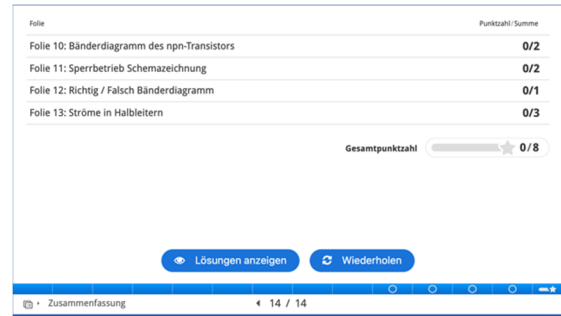 Folie Punktzahl/Summe
Folie 10: Bänderdiagramm des npn-Transistors 0/2
Folie 11: Sperrbetrieb Schemazeichnung 0/2
Folie 12: Richtig / Falsch Bänderdiagramm 0/1
Folie 13: Ströme in Halbleitern 0/3
Gesamtpunktzahl 0/8
Lösungen anzeigen Wiederholen
Zusammenfassung 14 / 14